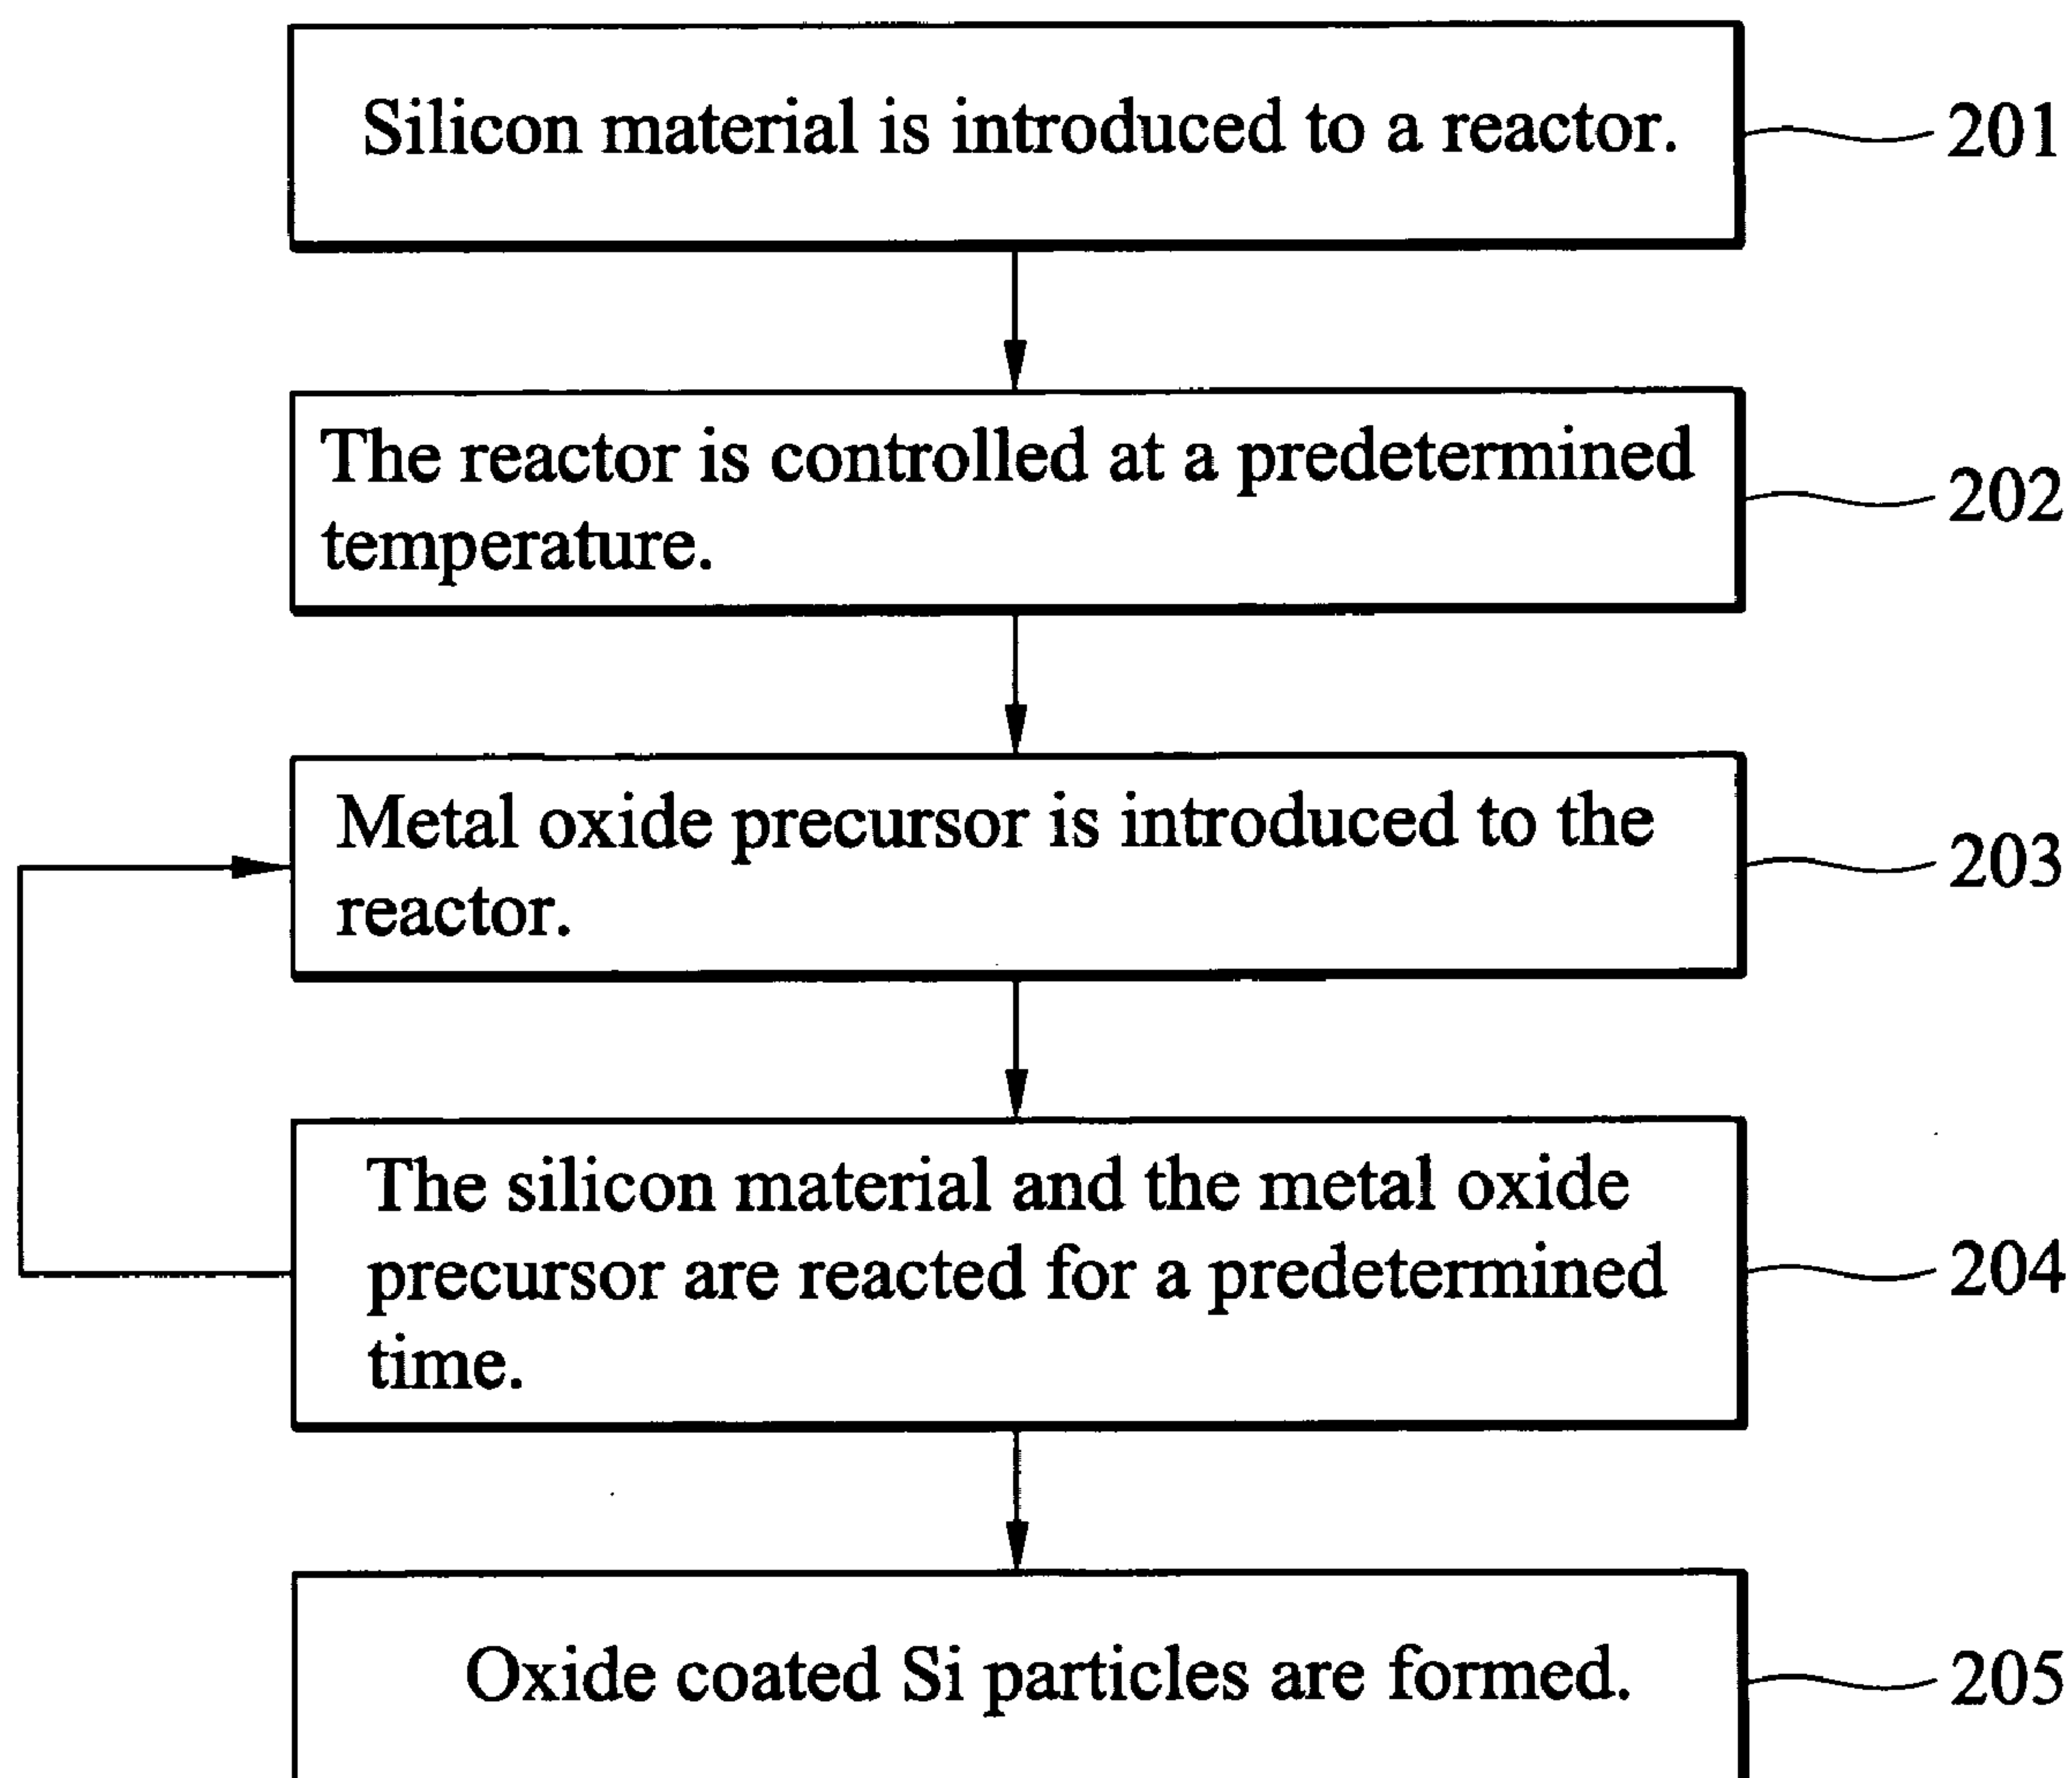 Silicon material is introduced to a reactor.
201
The reactor is controlled at a predetermined
temperature.
202
Metal oxide precursor is introduced to the
reactor.
203
The silicon material and the metal oxide
precursor are reacted for a predetermined
time.
204
Oxide coated Si particles are formed.
205